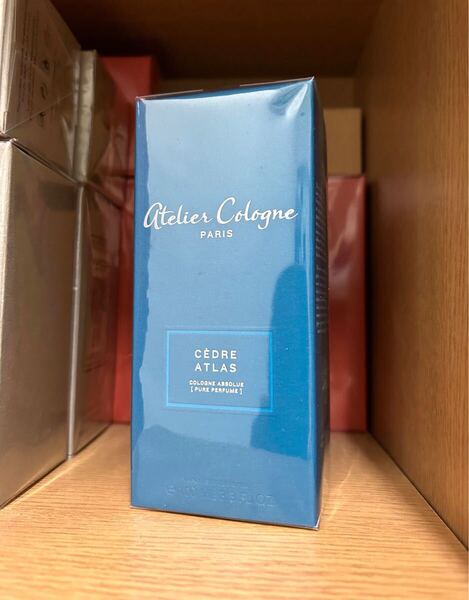 Atelier Cologne
PARIS
CÈDRE
ATLAS
COLOGNE ABSOLUE
[ PURE PERFUME ]